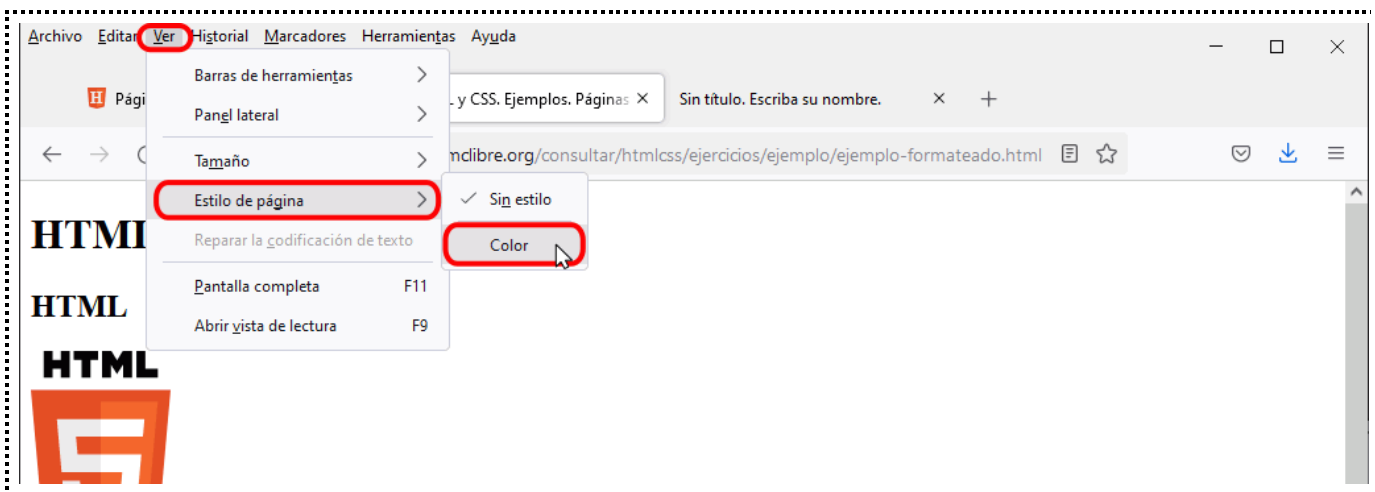 Archivo Editar Ver Historial Marcadores Herramientas Ayuda
Barras de herramientas
Pági
y CSS. Ejemplos. Páginas
Sin título. Escriba su nombre.
Panel lateral
Tamaño
mclibre.org/consultar/htmlcss/ejercicios/ejemplo/ejemplo-formateado.html
Estilo de página
Sin estilo
HTML
Reparar la codificación de texto
Color
Pantalla completa F11
HTML
Abrir vista de lectura F9
HTML